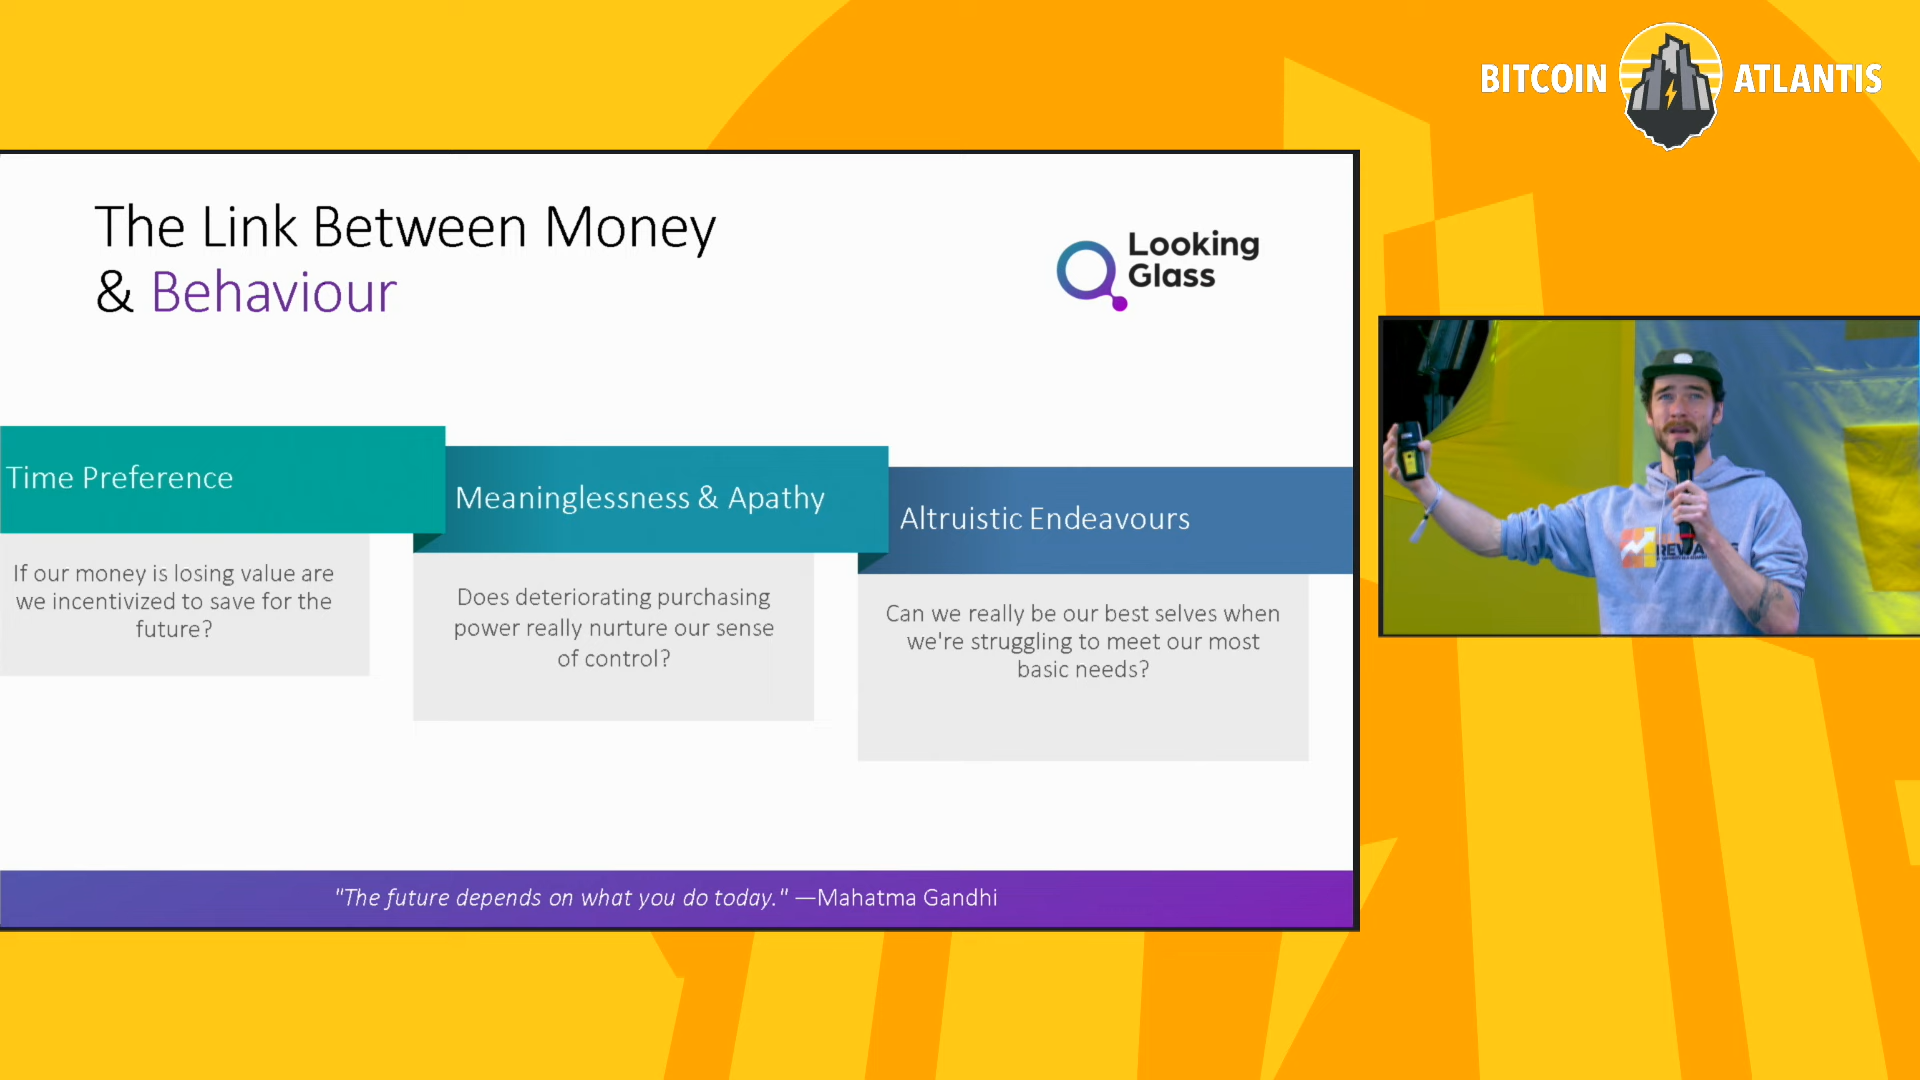 BITCOIN ATLANTIS
The Link Between Money
& Behaviour
Looking
Glass
Time Preference
If our money is losing value are
we incentivized to save for the
future?
Meaninglessness & Apathy
Does deteriorating purchasing
power really nurture our sense
of control?
Altruistic Endeavours
Can we really be our best selves when
we're struggling to meet our most
basic needs?
"The future depends on what you do today." —Mahatma Gandhi